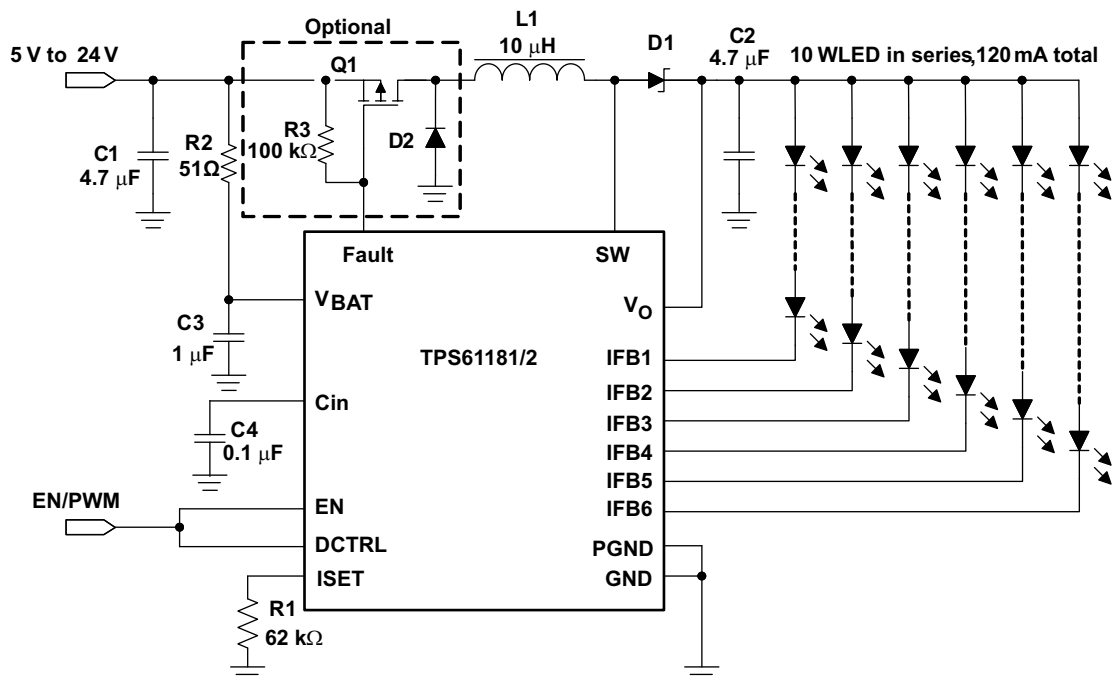 Optional
5 V to 24 V
Q1
L1
10 μH
D1
C2
4.7 μF
10 WLED in series,120 mA total
R3
100 kΩ
D2
R2
51Ω
C1
4.7 μF
Fault
SW
VBAT
VO
C3
1 μF
TPS61181/2
IFB1
IFB2
Cin
IFB3
C4
0.1 μF
IFB4
IFB5
IFB6
EN/PWM
EN
DCTRL
PGND
ISET
GND
R1
62 kΩ